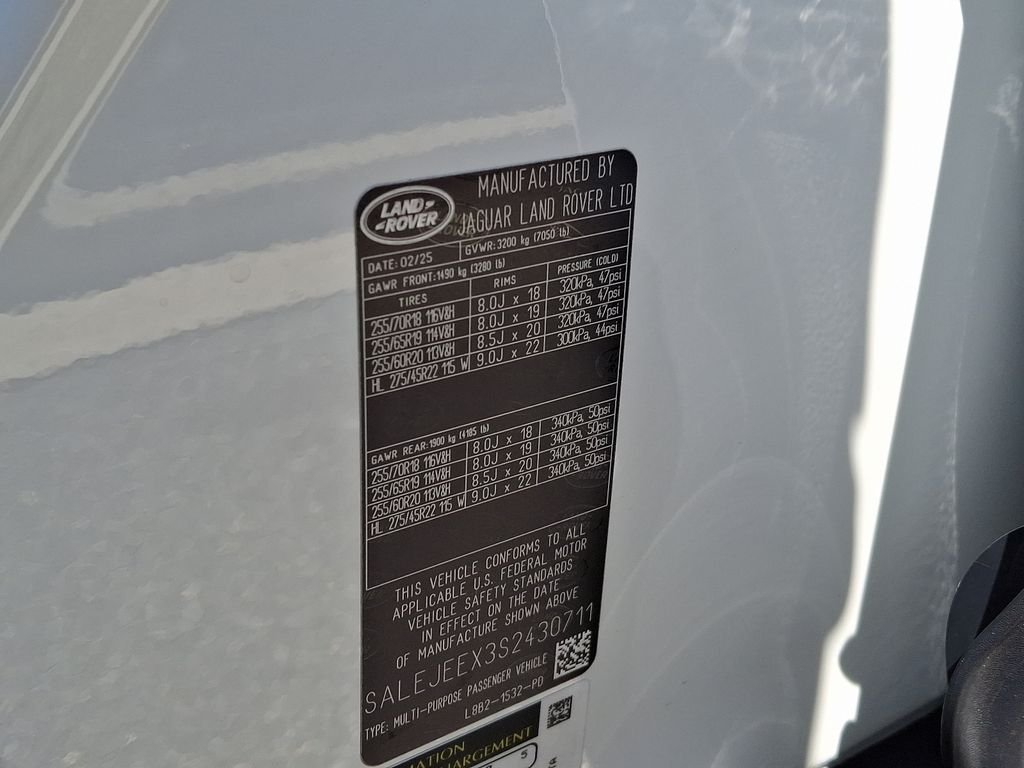 LAND-
-ROVER
MANUFACTURED BY
JAGUAR LAND ROVER LTD
DATE: 02/25 GVWR:3200 kg (7050 lb)
GAWR FRONT:1490 kg (3280 lb)
TIRES RIMS PRESSURE (COLD)
255/70R18 116V&H 8.0J x 18 320kPa, 47psi
255/65R19 114V&H 8.0J x 19 320kPa, 47psi
255/60R20 113V&H 8.5J x 20 320kPa, 47psi
HL 275/45R22 115 W 9.0J x 22 300kPa, 44psi
GAWR REAR:1900 kg (4185 lb)
255/70R18 116V&H 8.0J x 18 340kPa, 50psi
255/65R19 114V&H 8.0J x 19 340kPa, 50psi
255/60R20 113V&H 8.5J x 20 340kPa, 50psi
HL 275/45R22 115 W 9.0J x 22 340kPa, 50psi
THIS VEHICLE CONFORMS TO ALL
APPLICABLE U.S. FEDERAL MOTOR
VEHICLE SAFETY STANDARDS
IN EFFECT ON THE DATE
OF MANUFACTURE SHOWN ABOVE
SALEJEEX3S2430711
TYPE: MULTI-PURPOSE PASSENGER VEHICLE
L8B2-1532-PD
5